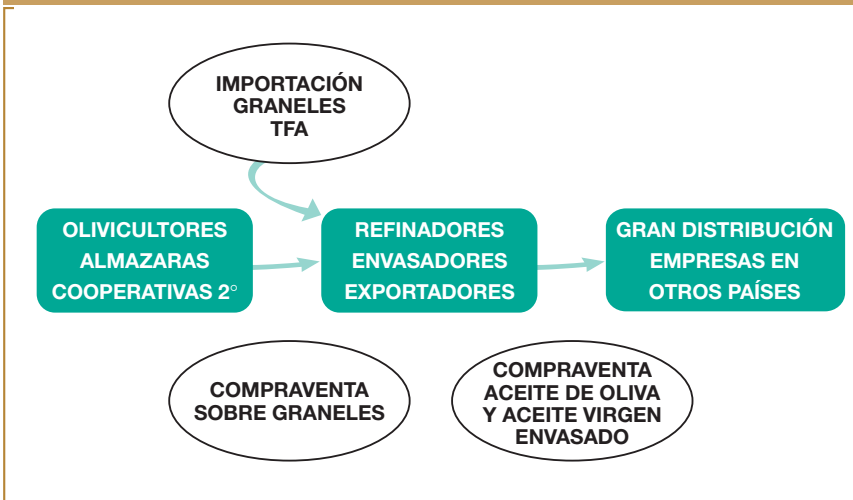 IMPORTACIÓN
GRANELES
TFA
OLIVICULTORES
ALMAZARAS
COOPERATIVAS 2°
REFINADORES
ENVASADORES
EXPORTADORES
GRAN DISTRIBUCIÓN
EMPRESAS EN
OTROS PAÍSES
COMPRAVENTA
SOBRE GRANELES
COMPRAVENTA
ACEITE DE OLIVA
Y ACEITE VIRGEN
ENVASADO